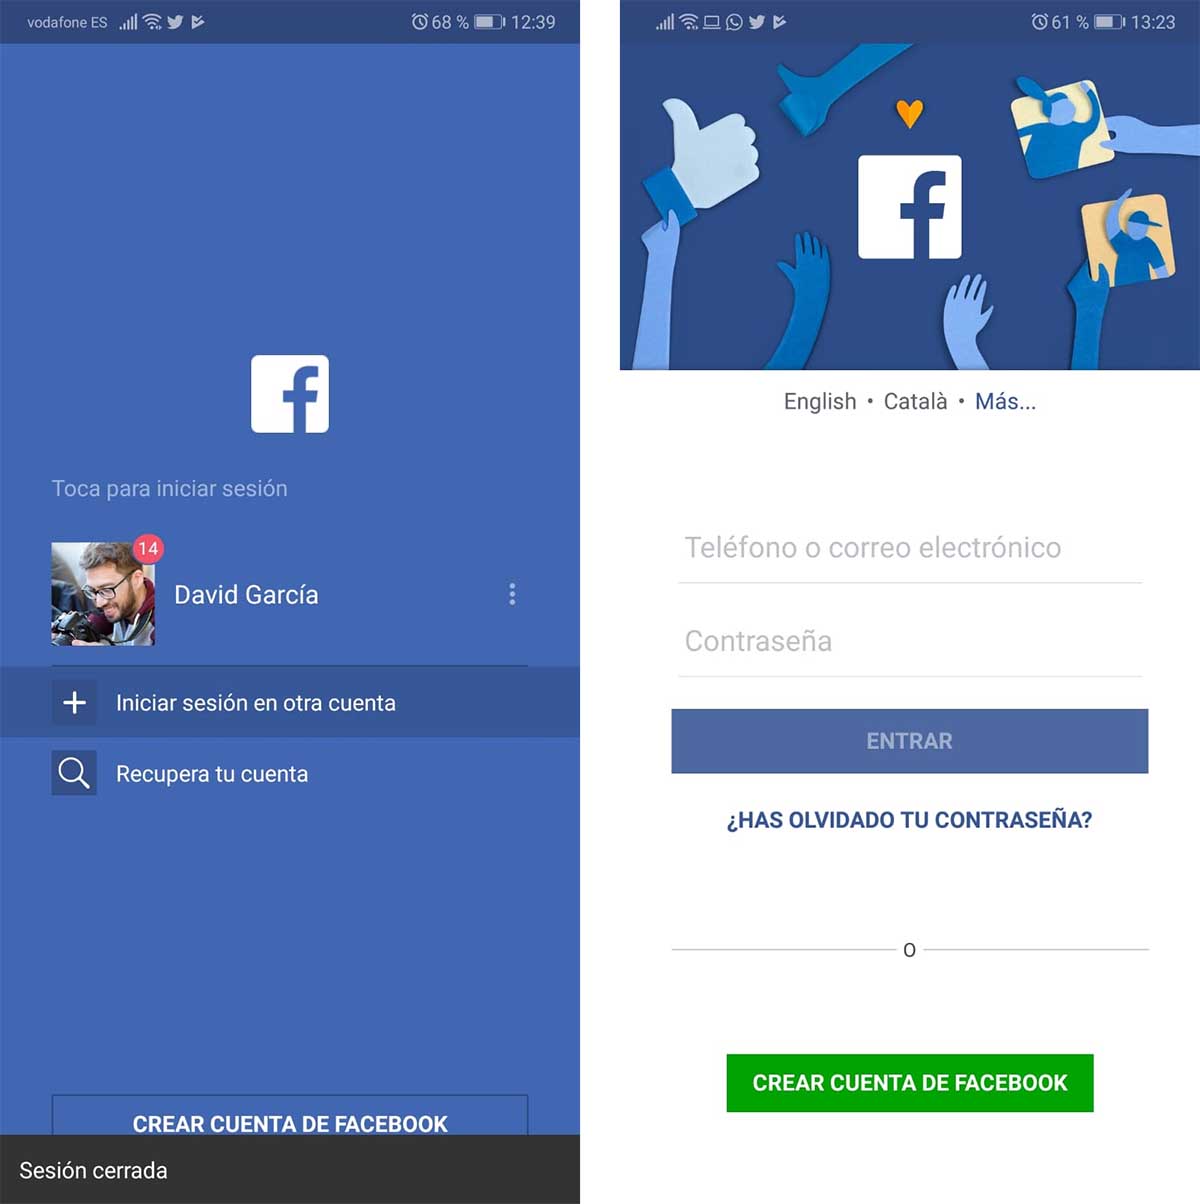 vodafone ES 68 % 12:39
Toca para iniciar sesión
14
David García
Iniciar sesión en otra cuenta
Recupera tu cuenta
CREAR CUENTA DE FACEBOOK
Sesión cerrada
61 % 13:23
English • Català • Más...
Teléfono o correo electrónico
Contraseña
ENTRAR
¿HAS OLVIDADO TU CONTRASEÑA?
O
CREAR CUENTA DE FACEBOOK